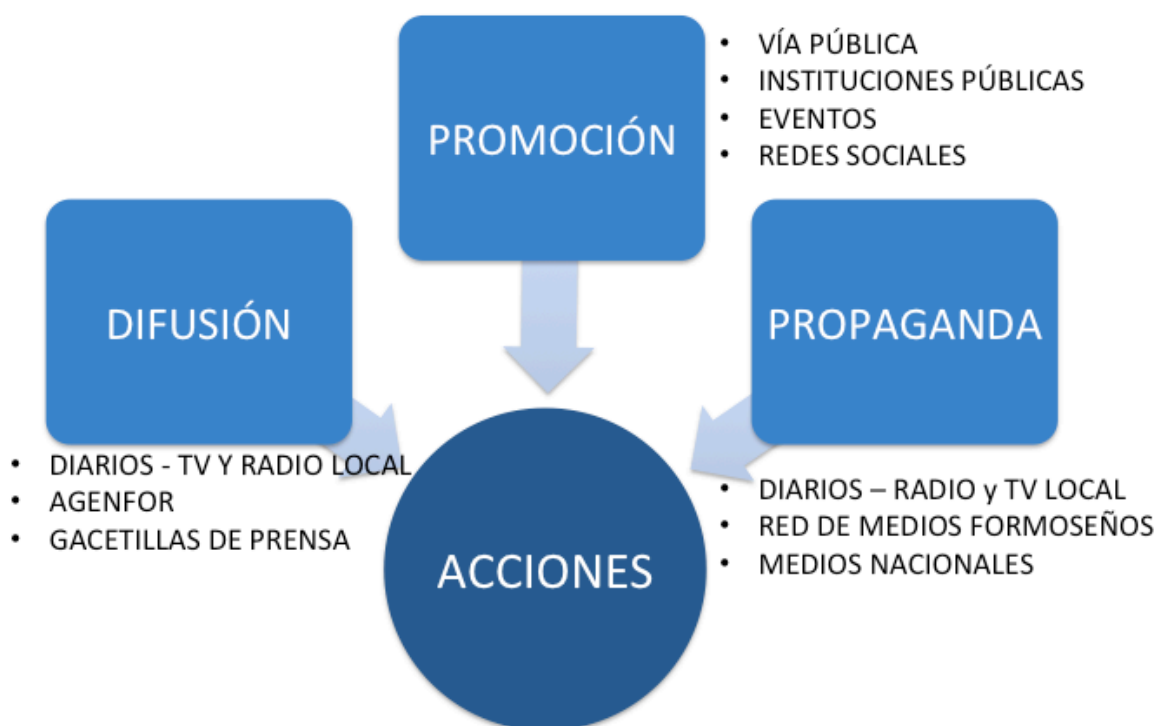 PROMOCIÓN
• VÍA PÚBLICA
• INSTITUCIONES PÚBLICAS
• EVENTOS
• REDES SOCIALES
DIFUSIÓN
• DIARIOS - TV Y RADIO LOCAL
• AGENFOR
• GACETILLAS DE PRENSA
PROPAGANDA
• DIARIOS – RADIO y TV LOCAL
• RED DE MEDIOS FORMOSEÑOS
• MEDIOS NACIONALES
ACCIONES